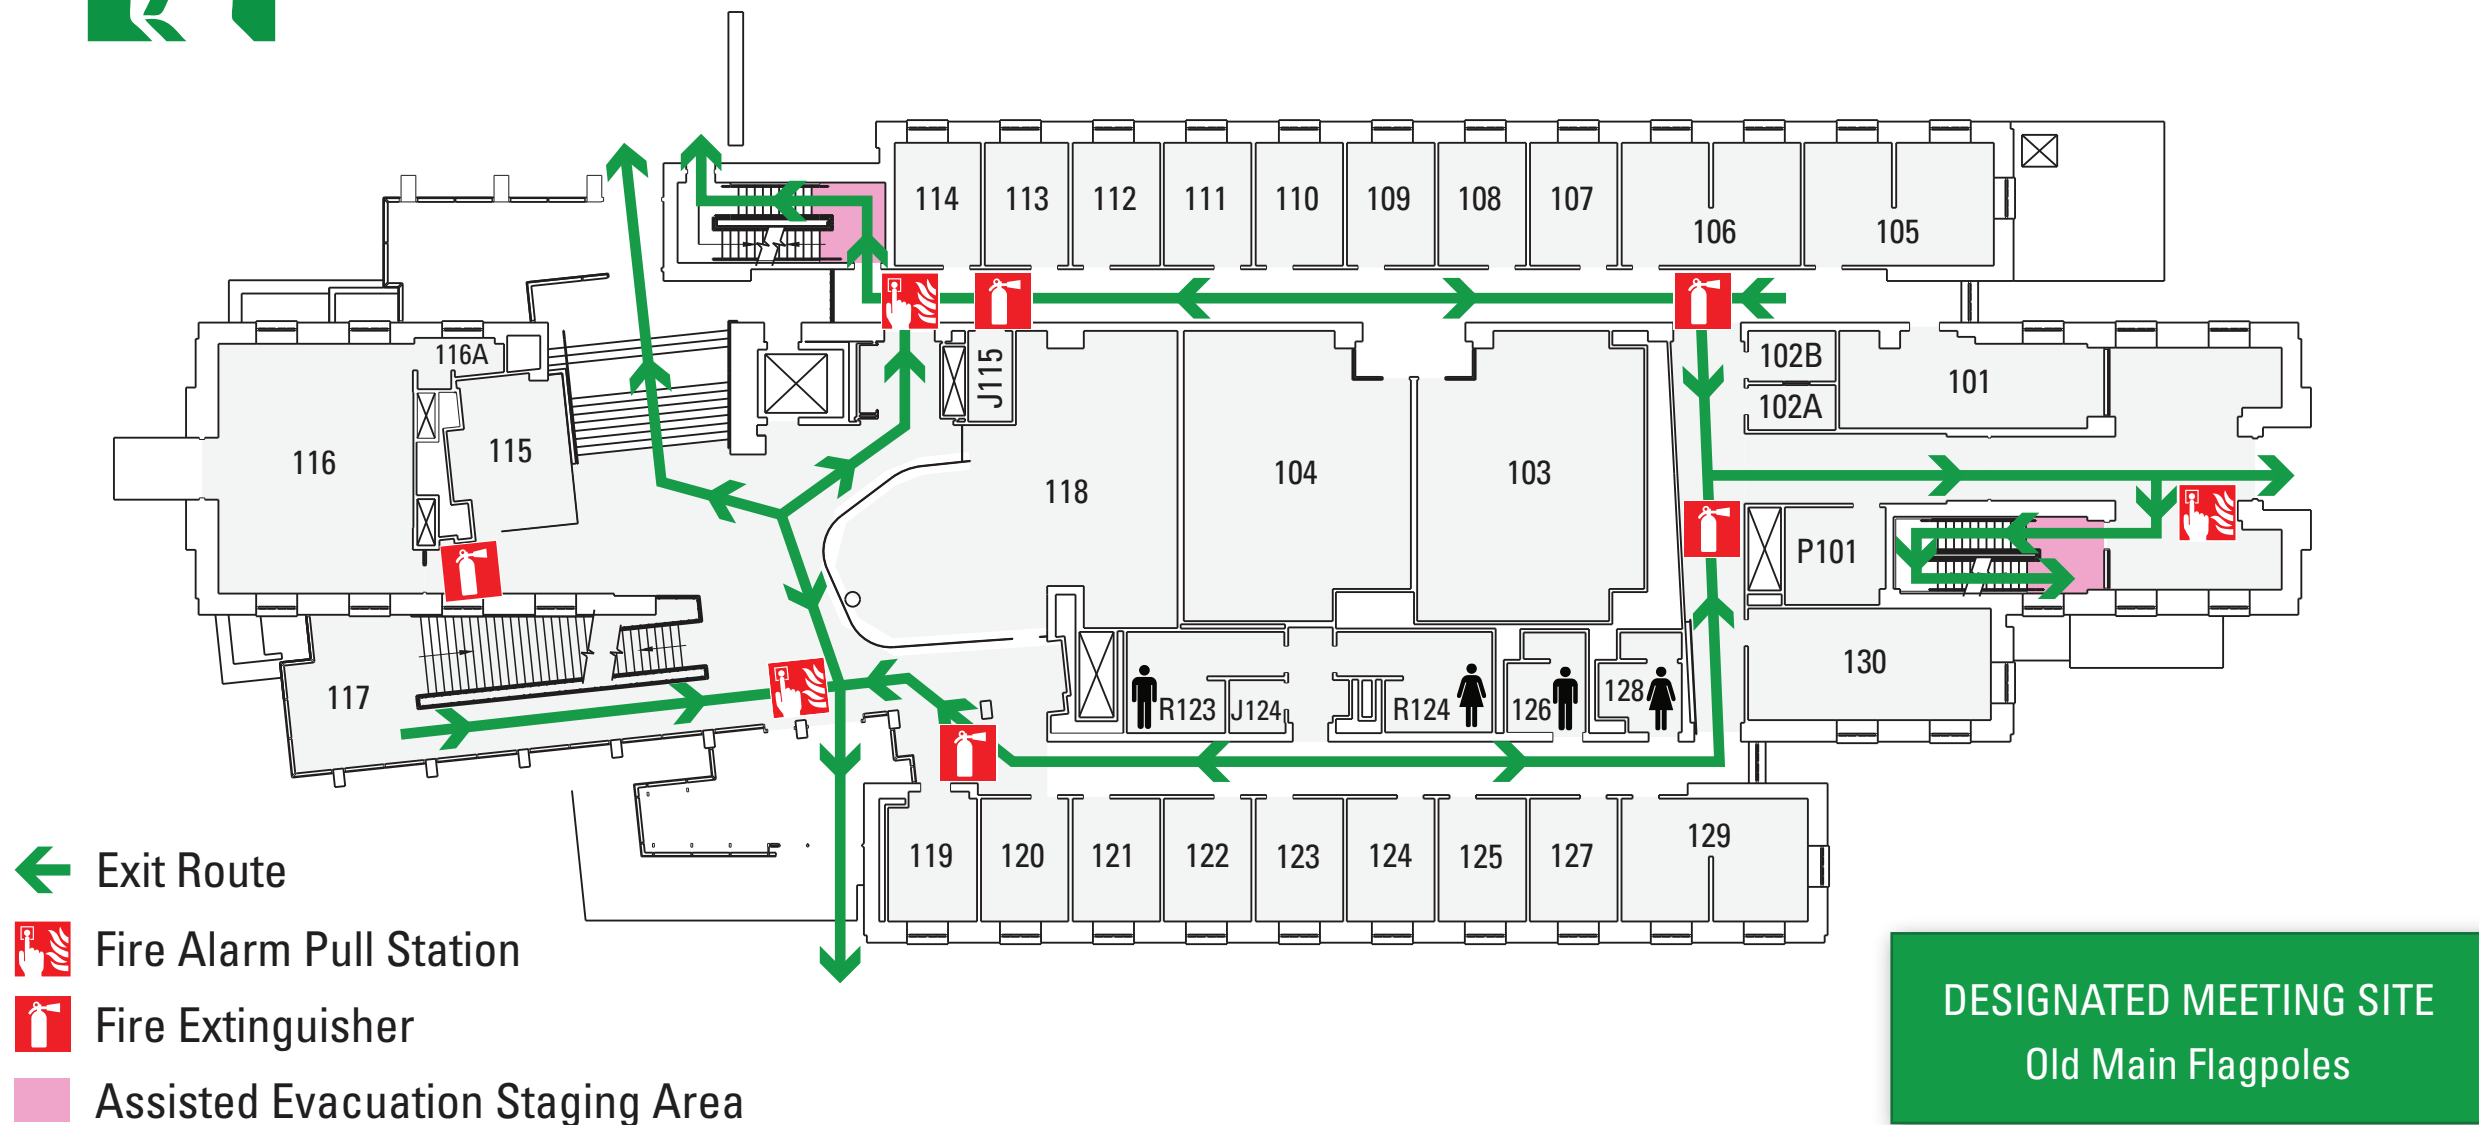 114
113
112
111
110
109
108
107
106
105
116A
J115
102B
102A
101
116
115
118
104
103
P101
117
R123
J124
R124
126
128
130
119
120
121
122
123
124
125
127
129
Exit Route
Fire Alarm Pull Station
Fire Extinguisher
Assisted Evacuation Staging Area
DESIGNATED MEETING SITE
Old Main Flagpoles